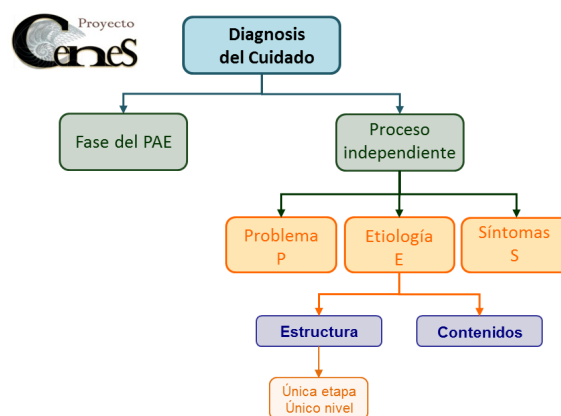 Proyecto
CeneS
Diagnosis
del Cuidado
Fase del PAE
Proceso
independiente
Problema
P
Etiología
E
Síntomas
S
Estructura
Contenidos
Única etapa
Único nivel